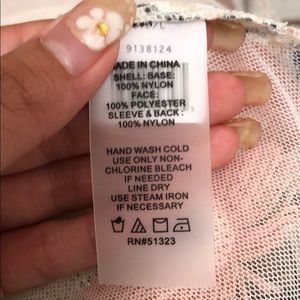 9138124
MADE IN CHINA
SHELL: BASE:
100% NYLON
FACE:
100% POLYESTER
SLEEVE & BACK:
100% NYLON
HAND WASH COLD
USE ONLY NON-
CHLORINE BLEACH
IF NEEDED
LINE DRY
USE STEAM IRON
IF NECESSARY
RN#51323